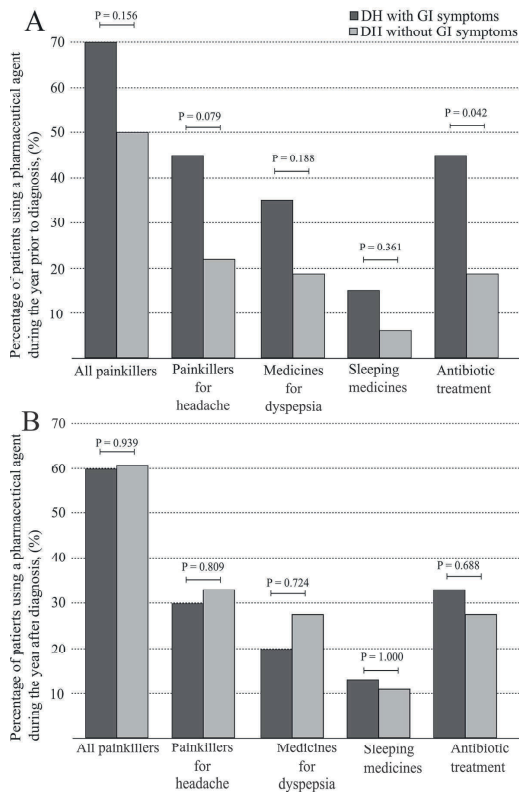 A
DH with GI symptoms
DH without GI symptoms
Percentage of patients using a pharmaceutical agent
during the year prior to diagnosis, (%)
70
60
50
40
30
20
10
P = 0.156
P = 0.079
P = 0.188
P = 0.361
P = 0.042
All painkillers
Painkillers
for
headache
Medicines
for
dyspepsia
Sleeping
medicines
Antibiotic
treatment
B
Percentage of patients using a pharmaceutical agent
during the year after diagnosis, (%)
70
60
50
40
30
20
10
P = 0.939
P = 0.809
P = 0.724
P = 1.000
P = 0.688
All painkillers
Painkillers
for
headache
Medicines
for
dyspepsia
Sleeping
medicines
Antibiotic
treatment